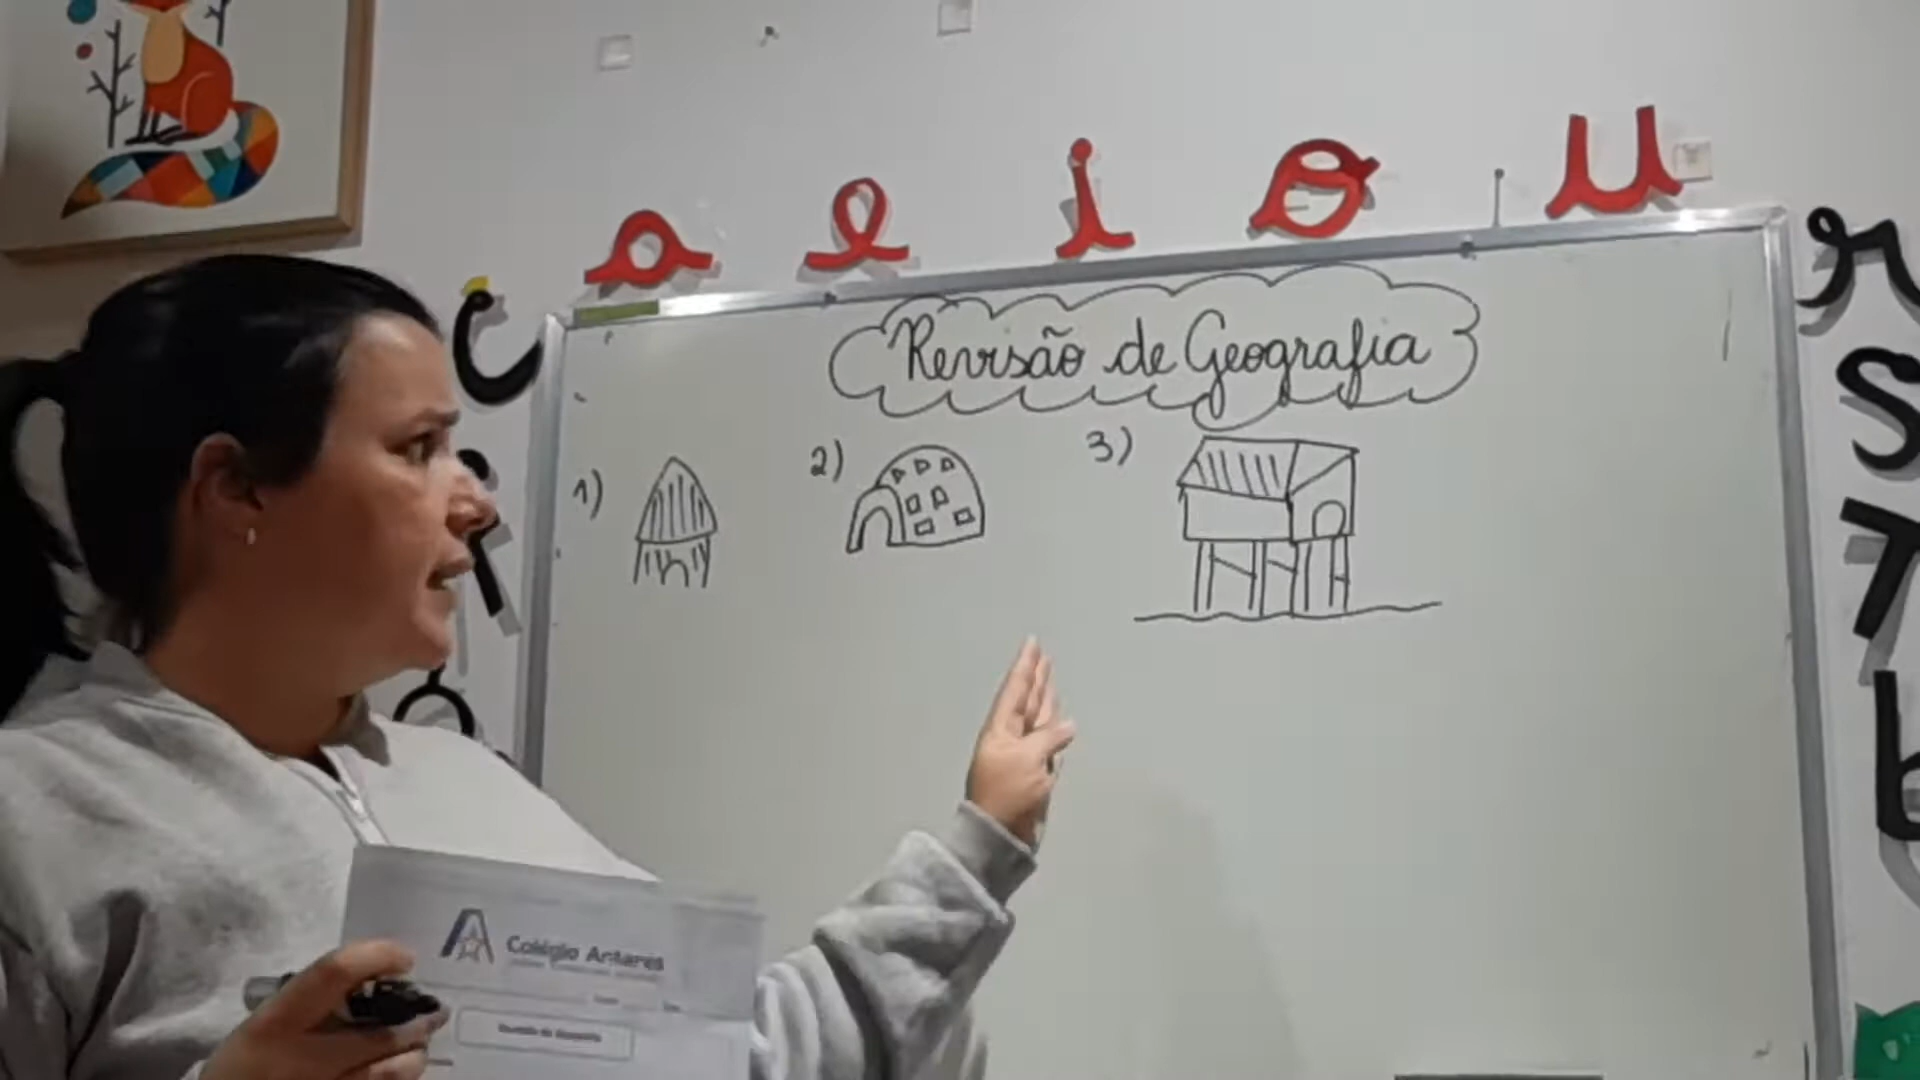 a e i o u
Revisão de Geografia
1) 2) 3)
r
S
T
Colégio Antares